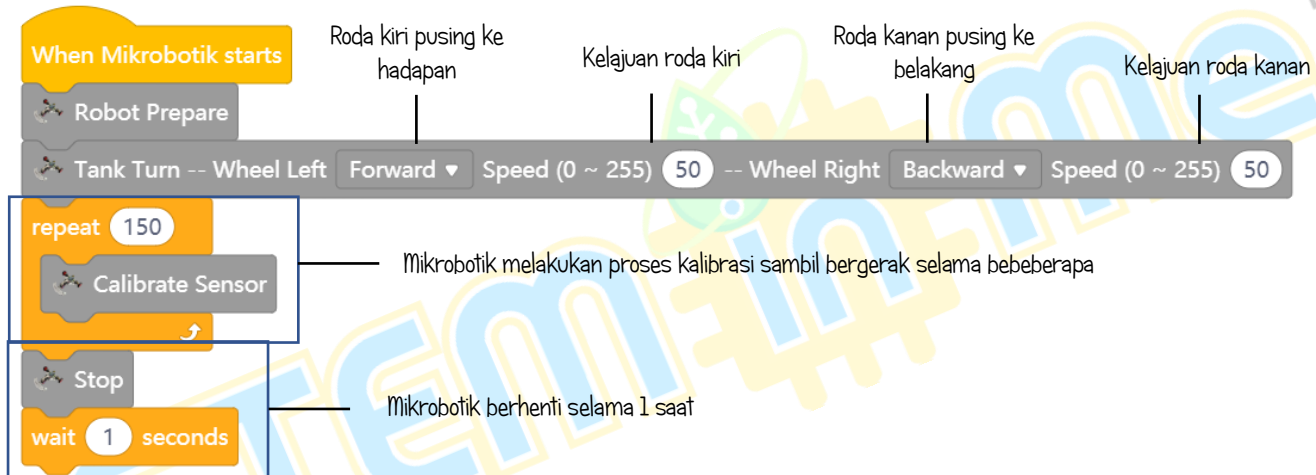 Roda kiri pusing ke
hadapan
Kelajuan roda kiri
Roda kanan pusing ke
belakang
Kelajuan roda kanan
When Mikrobotik starts
Robot Prepare
Tank Turn -- Wheel Left Forward ▼ Speed (0 ~ 255) 50 -- Wheel Right Backward ▼ Speed (0 ~ 255) 50
repeat 150
Calibrate Sensor
Mikrobotik melakukan proses kalibrasi sambil bergerak selama bebeberapa
Stop
Mikrobotik berhenti selama 1 saat
wait 1 seconds
STEM in me